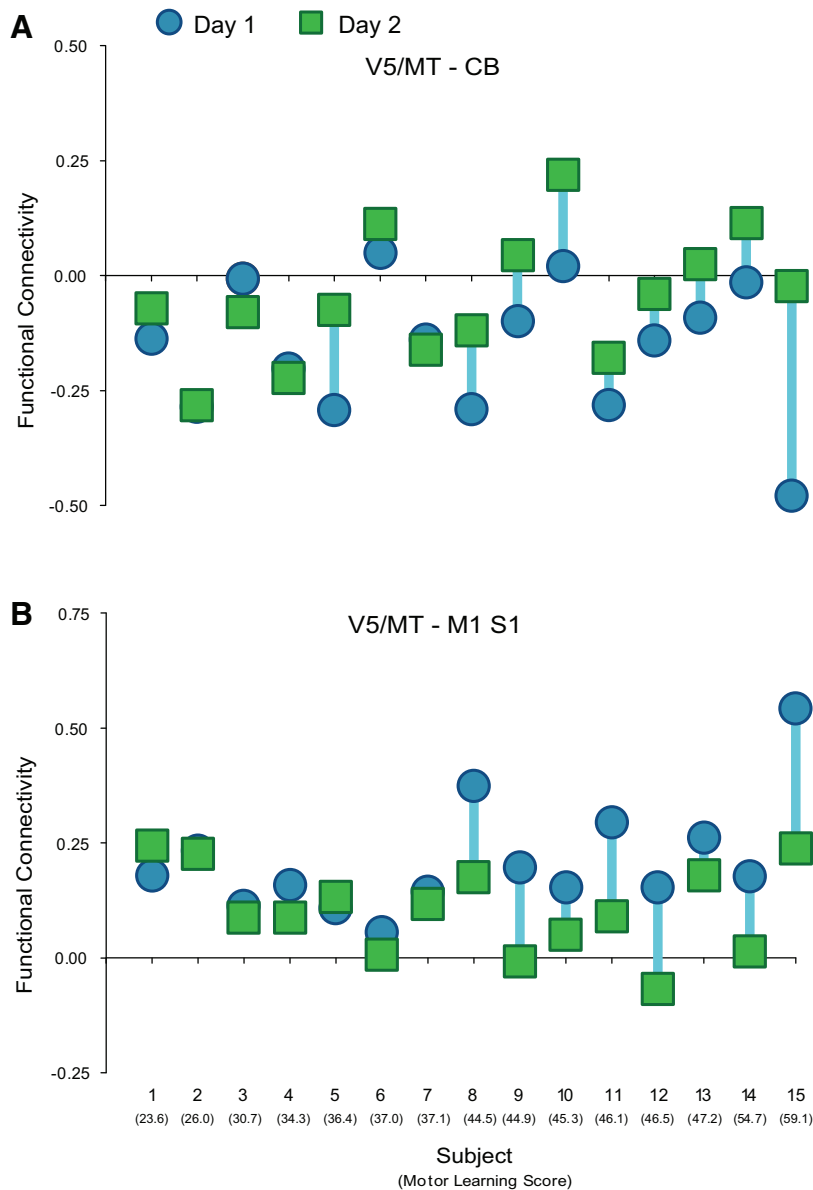 A
Day 1 Day 2
V5/MT - CB
0.50
0.25
0.00
-0.25
-0.50
Functional Connectivity
B
V5/MT - M1 S1
0.75
0.50
0.25
0.00
-0.25
Functional Connectivity
1 2 3 4 5 6 7 8 9 10 11 12 13 14 15
(23.6) (26.0) (30.7) (34.3) (36.4) (37.0) (37.1) (44.5) (44.9) (45.3) (46.1) (46.5) (47.2) (54.7) (59.1)
Subject
(Motor Learning Score)